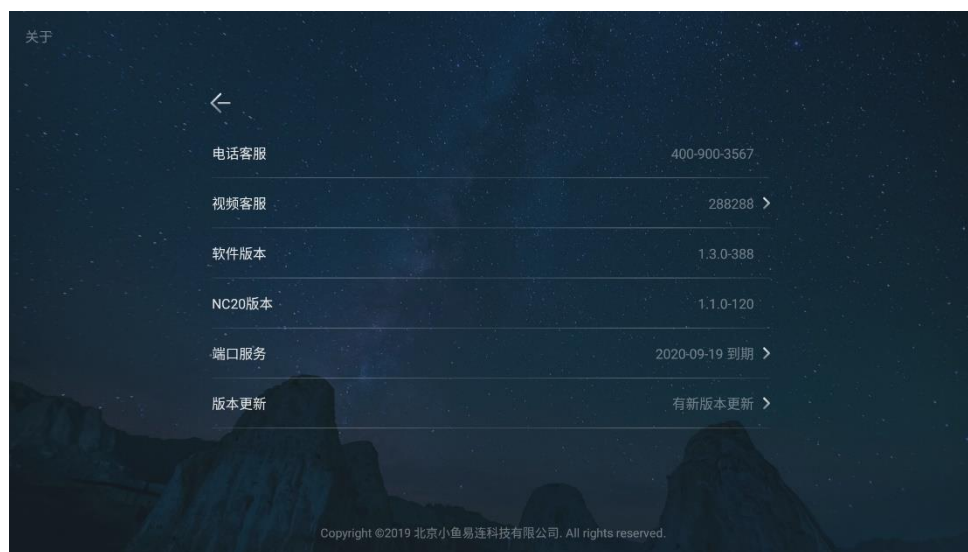 关于
电话客服 400-900-3567
视频客服 288288
软件版本 1.3.0-388
NC20版本 1.1.0-120
端口服务 2020-09-19 到期
版本更新 有新版本更新
Copyright ©2019 北京小鱼易连科技有限公司. All rights reserved.